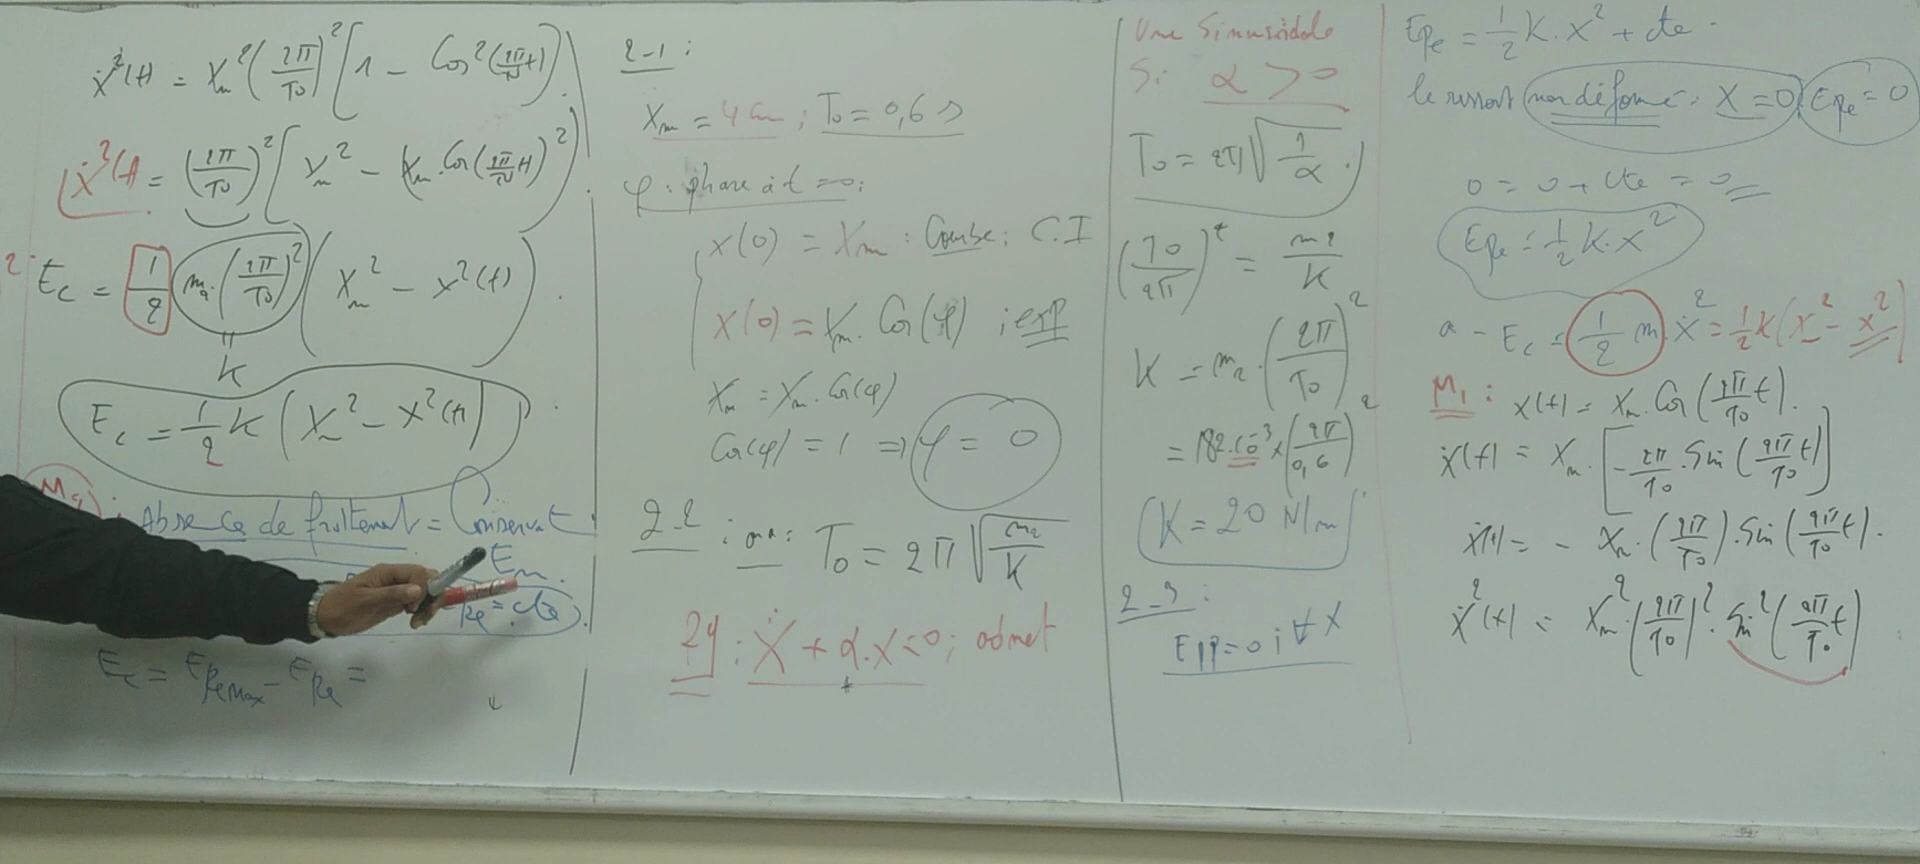 ẋ²(t) = Xm² (2π/T0)² [1 - Cos²(2π/T0 t)]
ẋ²(t) = (2π/T0)² [Xm² - (Xm. Cos(2π/T0 t))²]
Ec = 1/2 m2.(2π/T0)² (Xm² - x²(t)).
K
Ec = 1/2 K (Xm² - x²(t)).
Absence de frottement = Conservat
Em.
Epe = cte.
Ec = Epe max - Epe =
2-1 :
Xm = 4 cm ; T0 = 0,6 s
φ : phase à t = 0 :
x(0) = Xm : Courbe ; C.I
x(0) = Xm. Cos(φ) ; exp
Xm = Xm. Cos(φ)
Cos(φ) = 1 => φ = 0
2-2 : on a : T0 = 2π √(m2/K)
: Ẍ + α.x = 0 ; admet
Une Sinusoidale
Si α > 0
T0 = 2π √(1/α).
(T0/2π)² = m2/K
K = m2.(2π/T0)²
= 182.10⁻³ x (2π/0,6)²
K = 20 N/m
2-3 :
Epp = 0 ; ∀ x
Epe = 1/2 K. x² + cte.
le ressort non déformé : X = 0, Epe = 0
0 = 0 + cte = 0
Epe = 1/2 K. x²
a - Ec = 1/2 m ẋ² = 1/2 k(X² - x²)
M1 : x(t) = Xm. Cos(2π/T0 t).
ẋ(t) = Xm. [-2π/T0 . Sin(2π/T0 t)]
ẋ(t) = - Xm. (2π/T0). Sin(2π/T0 t).
ẋ²(t) = Xm² (2π/T0)². Sin²(2π/T0 t)